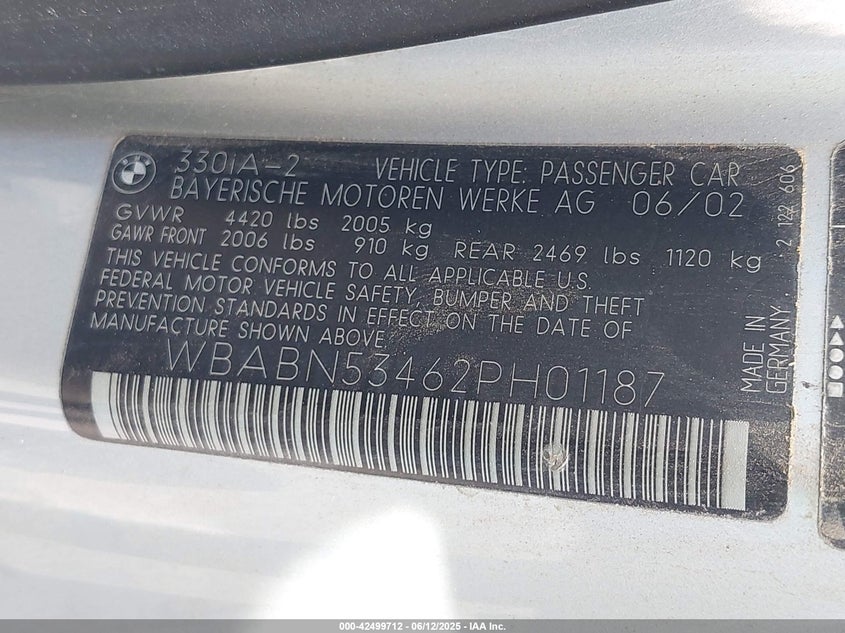 330iA-2 VEHICLE TYPE: PASSENGER CAR
BAYERISCHE MOTOREN WERKE AG 06/02
GVWR 4420 lbs 2005 kg
GAWR FRONT 2006 lbs 910 kg REAR 2469 lbs 1120 kg
THIS VEHICLE CONFORMS TO ALL APPLICABLE U.S.
FEDERAL MOTOR VEHICLE SAFETY, BUMPER AND THEFT
PREVENTION STANDARDS IN EFFECT ON THE DATE OF
MANUFACTURE SHOWN ABOVE.
WBABN53462PH01187
MADE IN
GERMANY
2 122 606
000-42499712 - 06/12/2025 - IAA Inc.